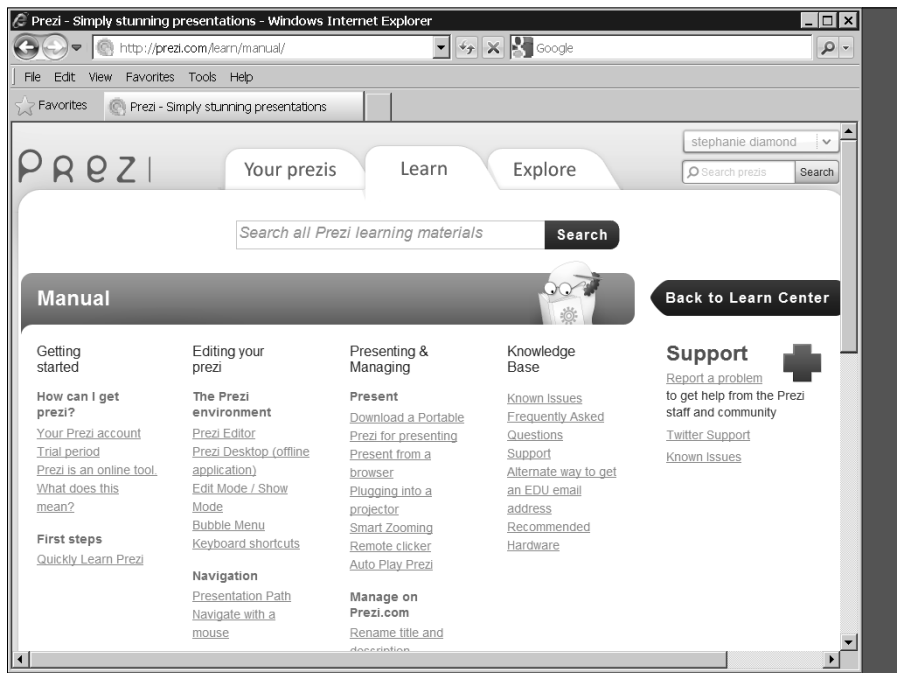 Prezi - Simply stunning presentations - Windows Internet Explorer
http://prezi.com/learn/manual/
Google
File Edit View Favorites Tools Help
Favorites
Prezi - Simply stunning presentations
stephanie diamond
PREZI
Your prezis
Learn
Explore
Search prezis
Search
Search all Prezi learning materials
Search
Manual
Back to Learn Center
Getting
started
How can I get
prezi?
Your Prezi account
Trial period
Prezi is an online tool.
What does this
mean?
First steps
Quickly Learn Prezi
Editing your
prezi
The Prezi
environment
Prezi Editor
Prezi Desktop (offline
application)
Edit Mode / Show
Mode
Bubble Menu
Keyboard shortcuts
Navigation
Presentation Path
Navigate with a
mouse
Presenting &
Managing
Present
Download a Portable
Prezi for presenting
Present from a
browser
Plugging into a
projector
Smart Zooming
Remote clicker
Auto Play Prezi
Manage on
Prezi.com
Rename title and
description
Knowledge
Base
Known Issues
Frequently Asked
Questions
Support
Alternate way to get
an EDU email
address
Recommended
Hardware
Support
Report a problem
to get help from the Prezi
staff and community
Twitter Support
Known Issues